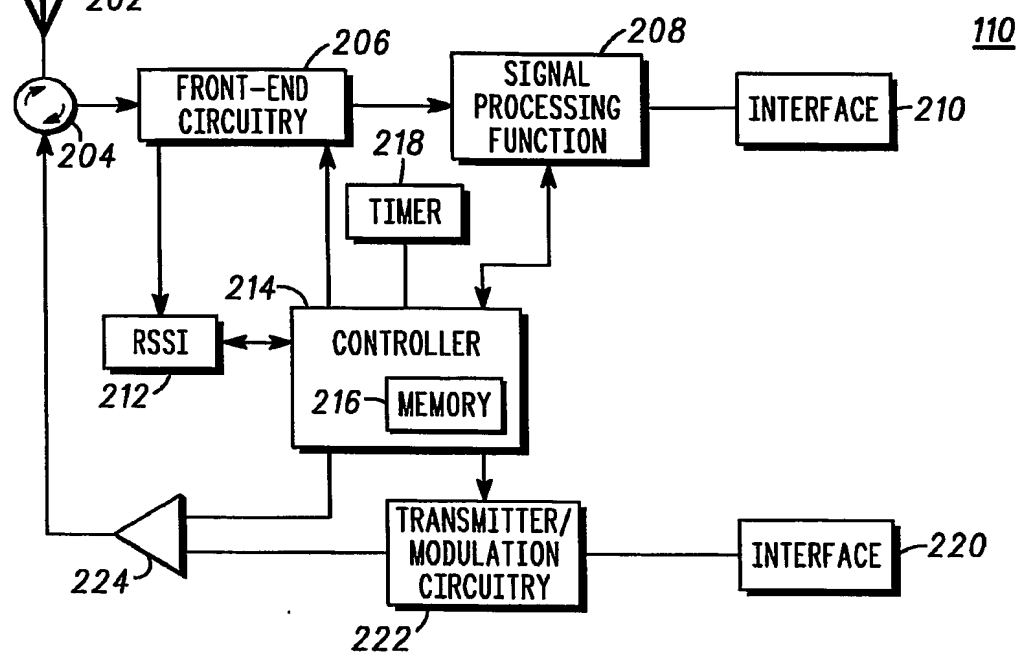 202
110
206
208
FRONT-END
CIRCUITRY
SIGNAL
PROCESSING
FUNCTION
INTERFACE
210
204
218
TIMER
214
RSSI
CONTROLLER
212
216
MEMORY
TRANSMITTER/
MODULATION
CIRCUITRY
INTERFACE
220
224
222